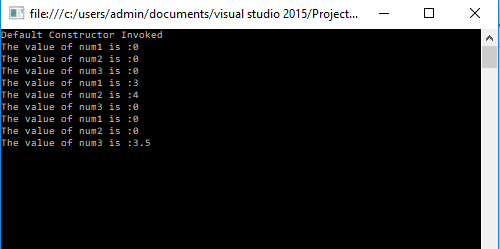 file:///c:/users/admin/documents/visual studio 2015/Project...
Default Constructor Invoked
The value of num1 is :0
The value of num2 is :0
The value of num3 is :0
The value of num1 is :3
The value of num2 is :4
The value of num3 is :0
The value of num1 is :0
The value of num2 is :0
The value of num3 is :3.5